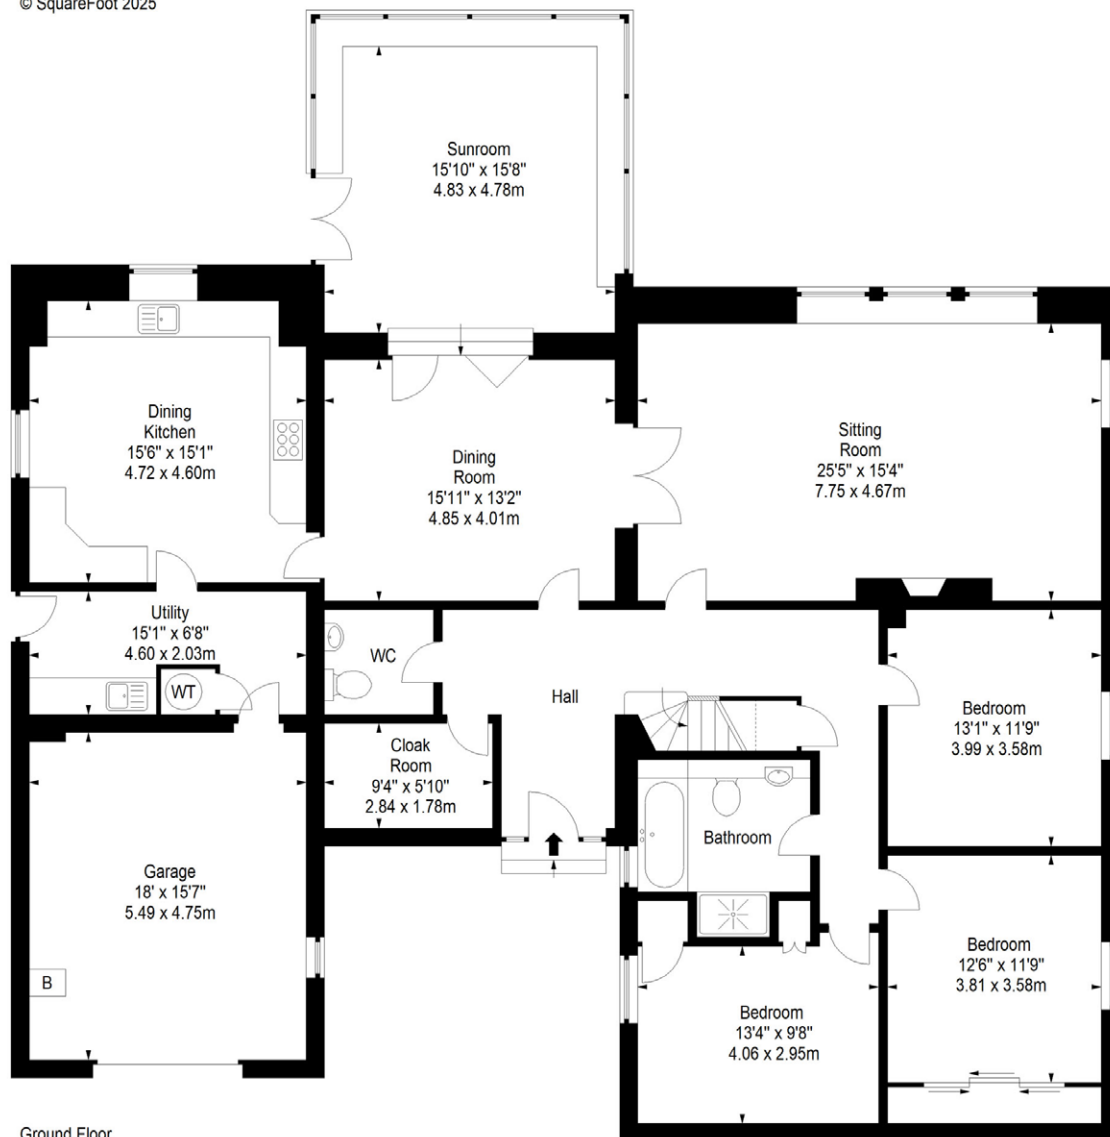 © SquareFoot 2025
Sunroom
15'10" x 15'8"
4.83 x 4.78m
Dining
Kitchen
15'6" x 15'1"
4.72 x 4.60m
Dining
Room
15'11" x 13'2"
4.85 x 4.01m
Sitting
Room
25'5" x 15'4"
7.75 x 4.67m
Utility
15'1" x 6'8"
4.60 x 2.03m
WT
WC
Hall
Bedroom
13'1" x 11'9"
3.99 x 3.58m
Cloak
Room
9'4" x 5'10"
2.84 x 1.78m
Bathroom
Garage
18' x 15'7"
5.49 x 4.75m
B
Bedroom
12'6" x 11'9"
3.81 x 3.58m
Bedroom
13'4" x 9'8"
4.06 x 2.95m
Ground Floor